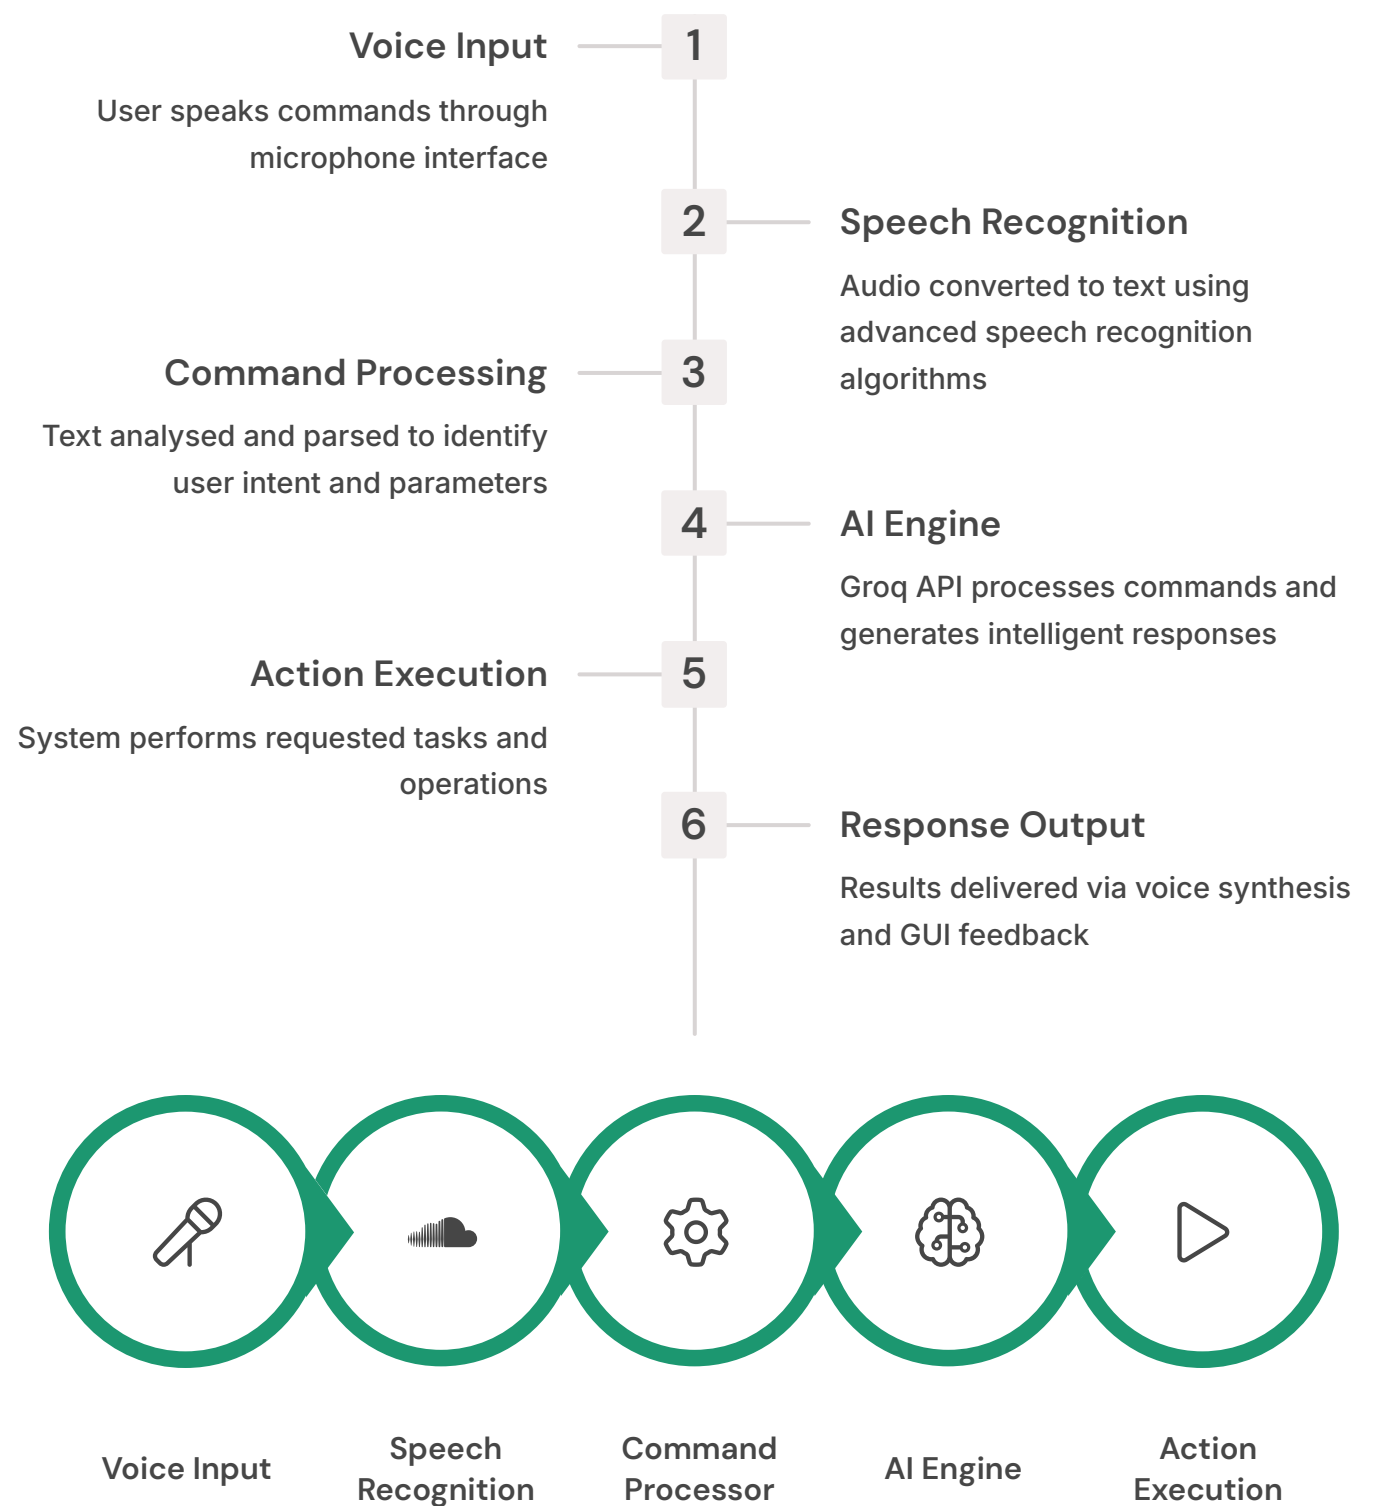 Voice Input
1
User speaks commands through
microphone interface
2
Speech Recognition
Audio converted to text using
advanced speech recognition
algorithms
Command Processing
3
Text analysed and parsed to identify
user intent and parameters
4
AI Engine
Groq API processes commands and
generates intelligent responses
Action Execution
5
System performs requested tasks and
operations
6
Response Output
Results delivered via voice synthesis
and GUI feedback
Voice Input
Speech
Recognition
Command
Processor
AI Engine
Action
Execution